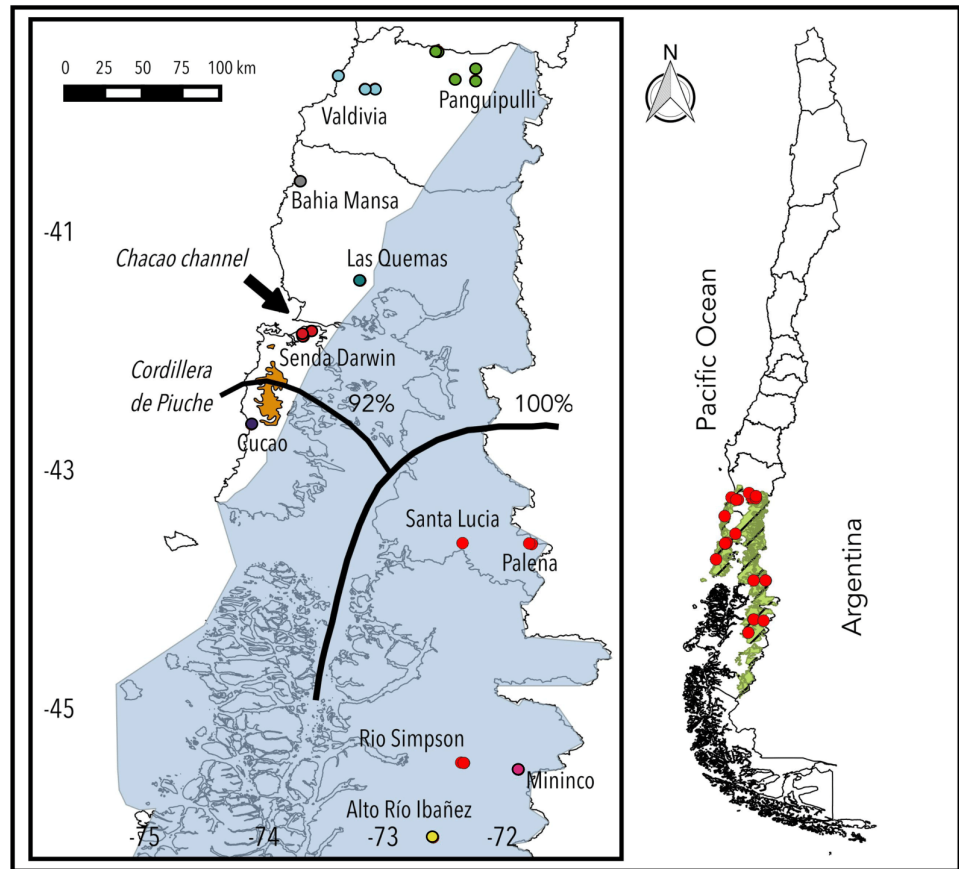 0 25 50 75 100 km
N
Valdivia
Panguipulli
Bahia Mansa
-41
Chacao channel
Las Quemas
Senda Darwin
Cordillera
de Piuche
92%
100%
Cucao
-43
Santa Lucia
Palena
-45
Rio Simpson
Mininco
Alto Río Ibañez
-75 -74 -73 -72
Pacific Ocean
Argentina